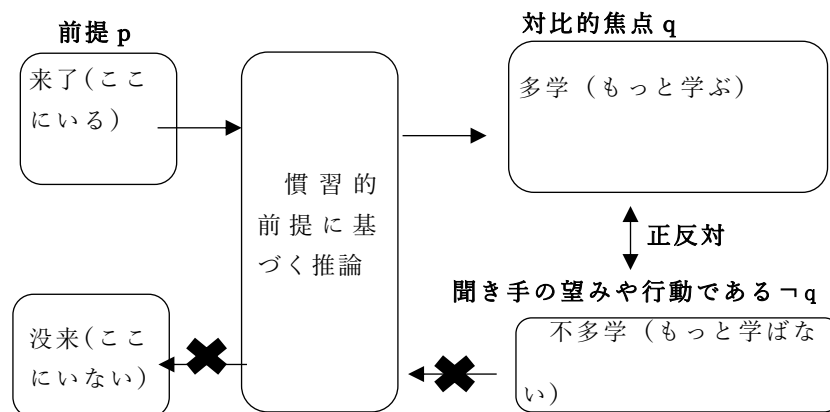 前提 p
対比的焦点 q
来了(ここ
にいる)
多学（もっと学ぶ）
慣習的
前提に基
づく推論
正反対
聞き手の望みや行動である¬q
没来(ここ
にいない)
不多学（もっと学ばな
い）